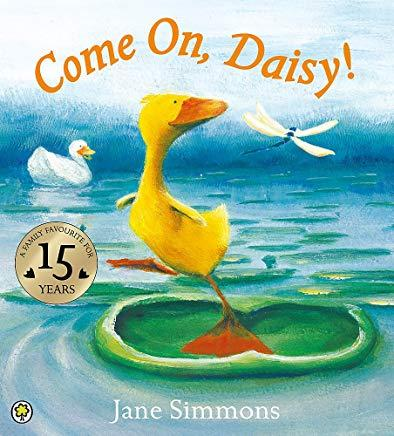 Come On, Daisy!
A FAMILY FAVOURITE FOR
15
YEARS
Jane Simmons